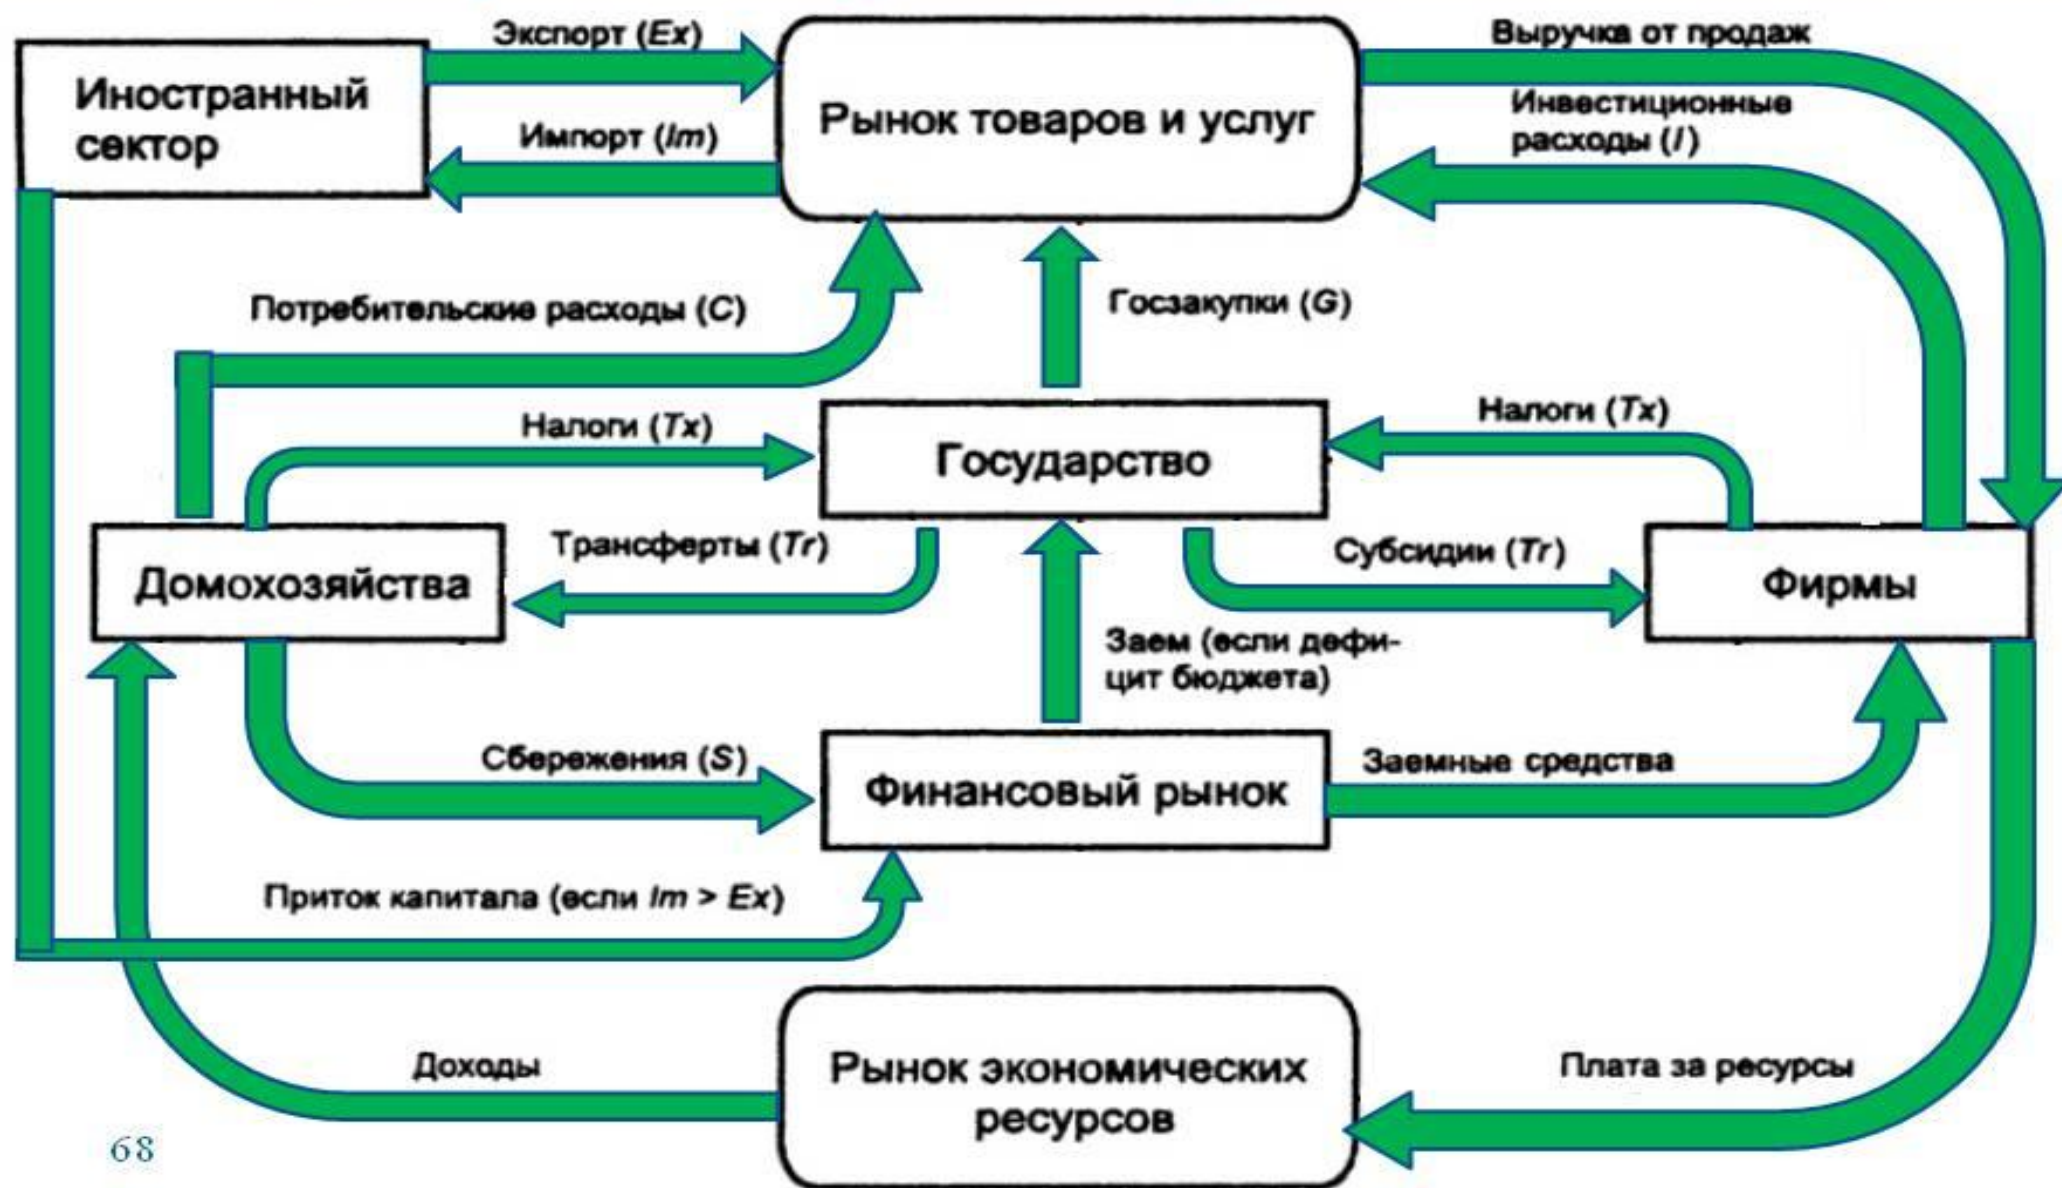 Экспорт (Ex)
Выручка от продаж
Иностранный
сектор
Рынок товаров и услуг
Инвестиционные
расходы (I)
Импорт (Im)
Потребительские расходы (C)
Госзакупки (G)
Налоги (Tx)
Государство
Налоги (Tx)
Домохозяйства
Трансферты (Tr)
Субсидии (Tr)
Фирмы
Заем (если дефи-
цит бюджета)
Сбережения (S)
Финансовый рынок
Заемные средства
Приток капитала (если Im > Ex)
Доходы
Рынок экономических
ресурсов
Плата за ресурсы
68